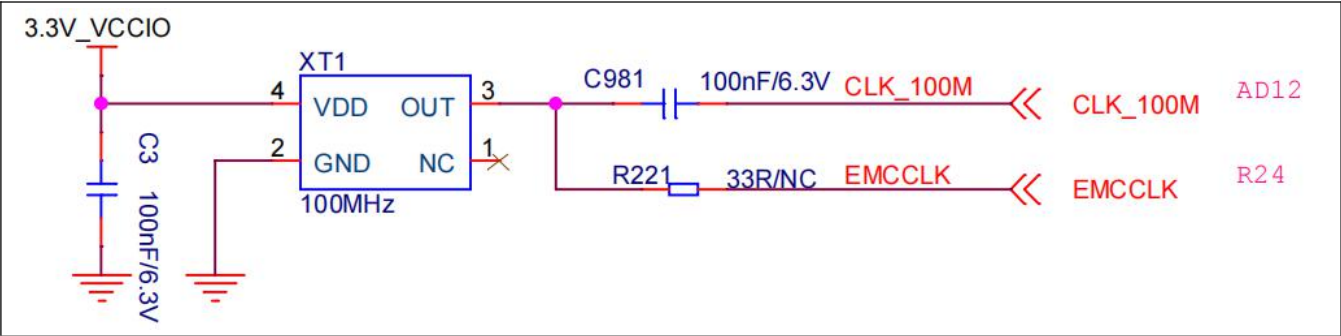 3.3V_VCCIO
XT1
4
VDD
OUT
3
2
GND
NC
1
100MHz
C3
100nF/6.3V
C981
100nF/6.3V
CLK_100M
CLK_100M
AD12
R221
33R/NC
EMCCLK
EMCCLK
R24